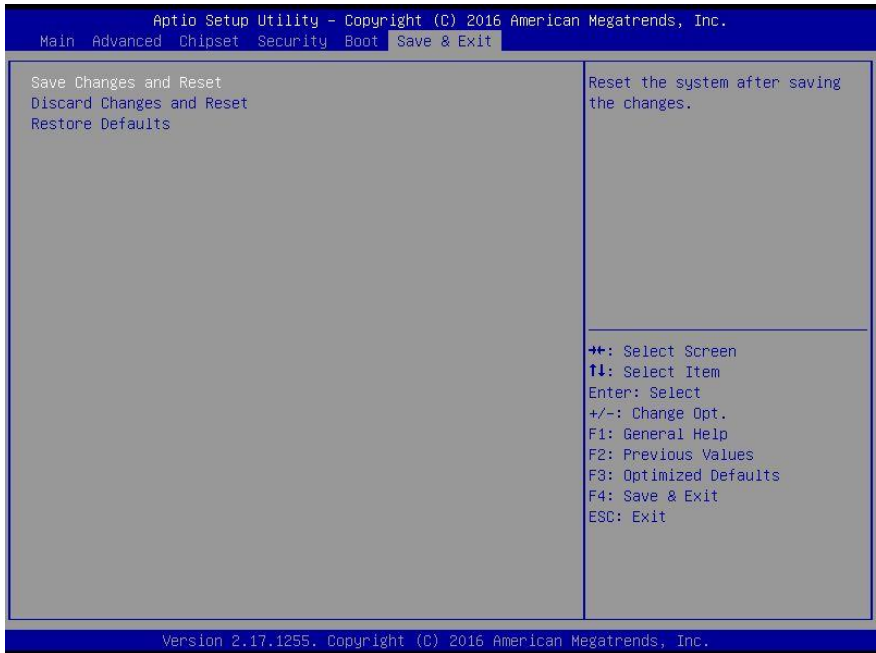 Aptio Setup Utility – Copyright (C) 2016 American Megatrends, Inc.
Main Advanced Chipset Security Boot Save & Exit
Save Changes and Reset
Discard Changes and Reset
Restore Defaults
Reset the system after saving
the changes.
→←: Select Screen
↑↓: Select Item
Enter: Select
+/-: Change Opt.
F1: General Help
F2: Previous Values
F3: Optimized Defaults
F4: Save & Exit
ESC: Exit
Version 2.17.1255. Copyright (C) 2016 American Megatrends, Inc.